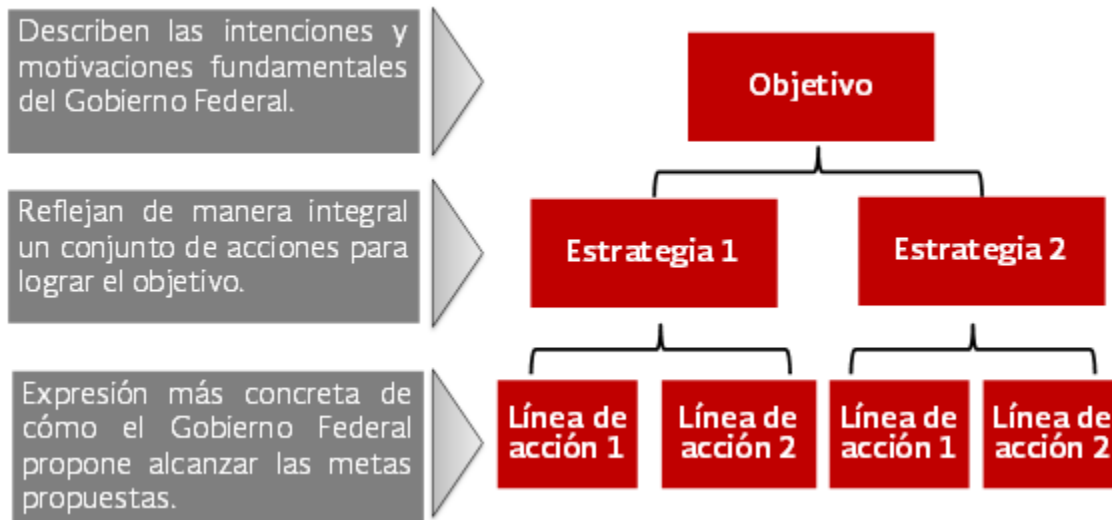 Describen las intenciones y
motivaciones fundamentales
del Gobierno Federal.
Objetivo
Reflejan de manera integral
un conjunto de acciones para
lograr el objetivo.
Estrategia 1
Estrategia 2
Expresión más concreta de
cómo el Gobierno Federal
propone alcanzar las metas
propuestas.
Línea de
acción 1
Línea de
acción 2
Línea de
acción 1
Línea de
acción 2